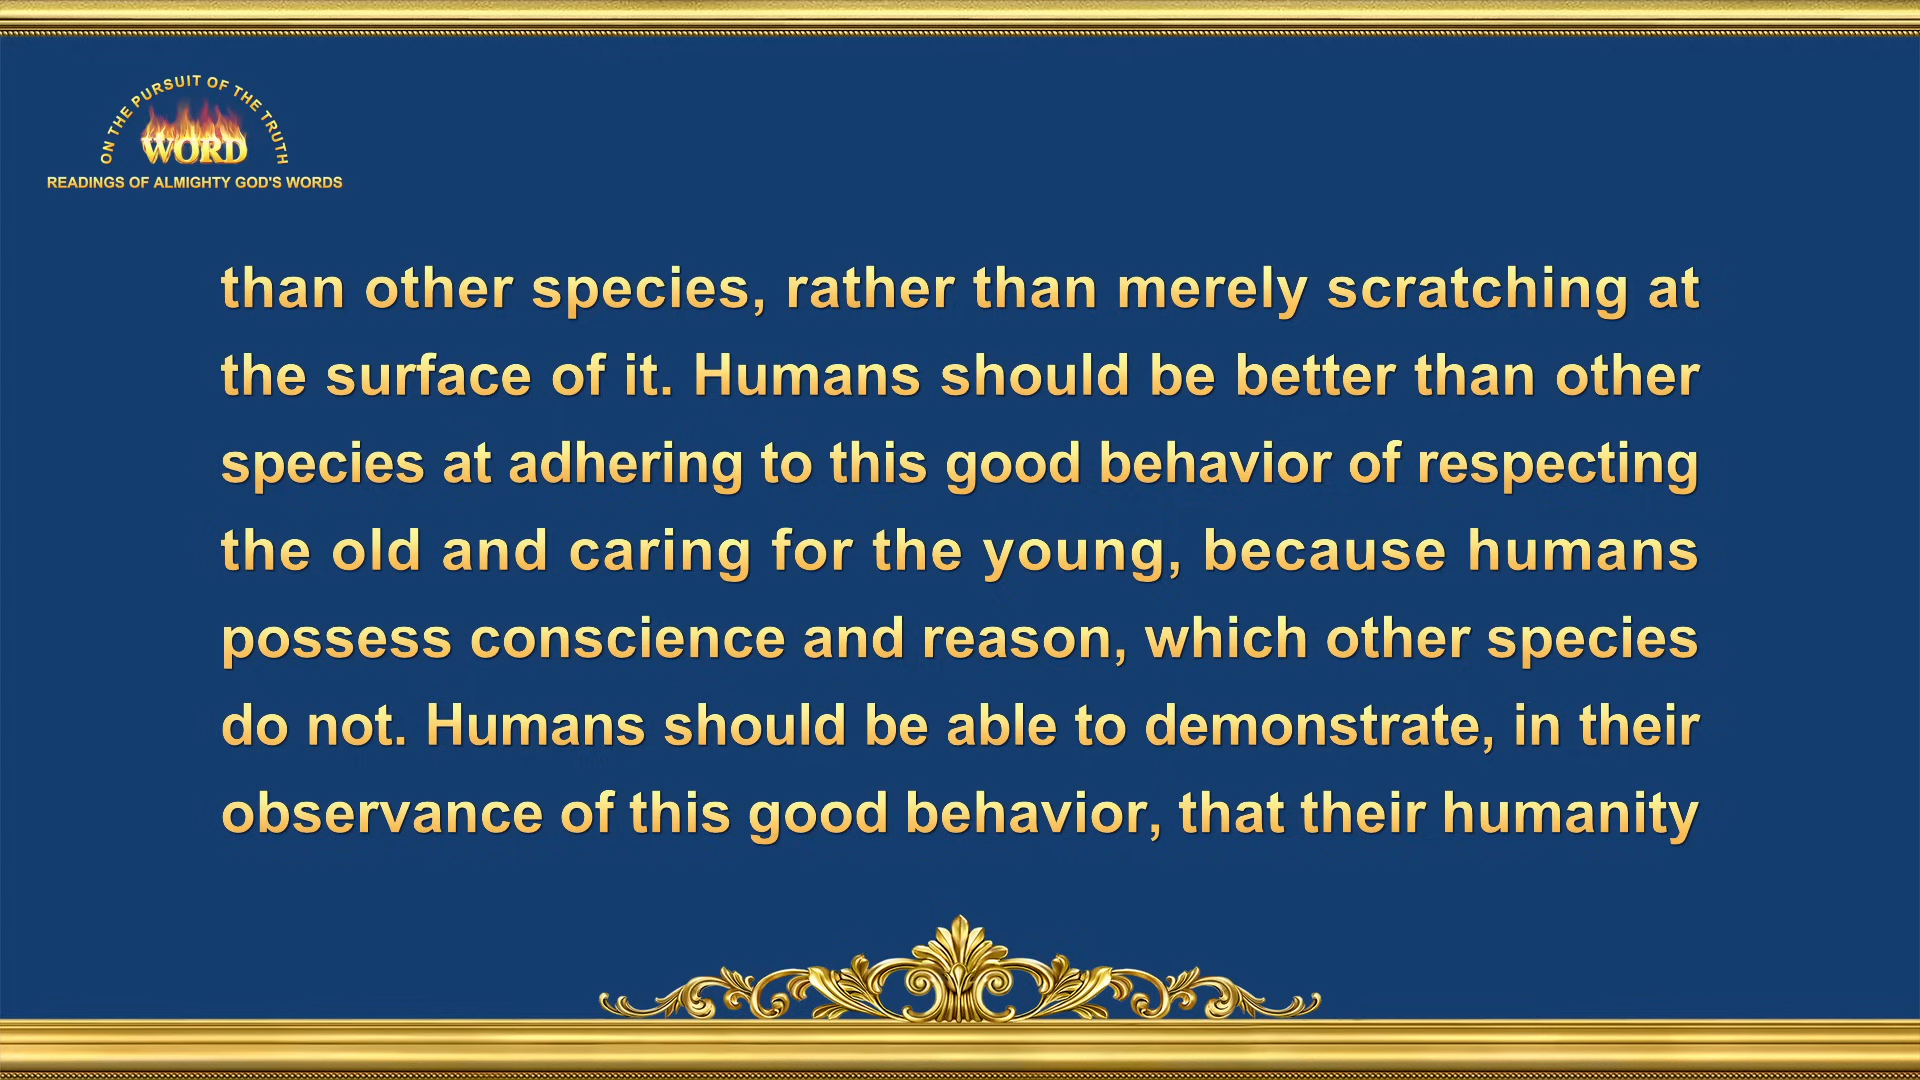 ON THE PURSUIT OF THE TRUTH
WORD
READINGS OF ALMIGHTY GOD'S WORDS
than other species, rather than merely scratching at
the surface of it. Humans should be better than other
species at adhering to this good behavior of respecting
the old and caring for the young, because humans
possess conscience and reason, which other species
do not. Humans should be able to demonstrate, in their
observance of this good behavior, that their humanity